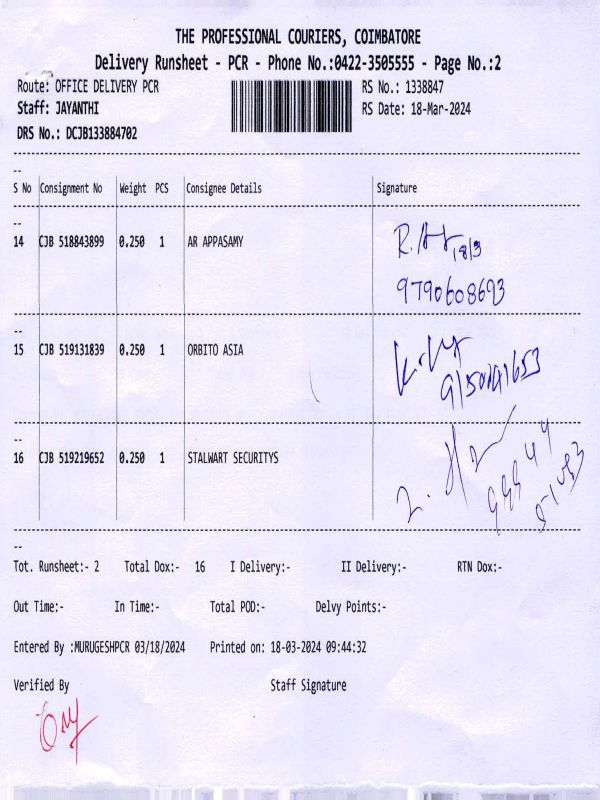 THE PROFESSIONAL COURIERS, COIMBATORE
Delivery Runsheet - PCR - Phone No.:0422-3505555 - Page No.:2
Route: OFFICE DELIVERY PCR
RS No.: 1338847
Staff: JAYANTHI
RS Date: 18-Mar-2024
DRS No.: DCJB133884702
--
S No Consignment No Weight PCS Consignee Details Signature
--
14 CJB 518843899 0.250 1 AR APPASAMY
18/3
9790608693
--
15 CJB 519131839 0.250 1 ORBITO ASIA
--
16 CJB 519219652 0.250 1 STALWART SECURITYS
--
Tot. Runsheet:- 2 Total Dox:- 16 I Delivery:- II Delivery:- RTN Dox:-
Out Time:- In Time:- Total POD:- Delvy Points:-
Entered By :MURUGESHPCR 03/18/2024 Printed on: 18-03-2024 09:44:32
Verified By Staff Signature